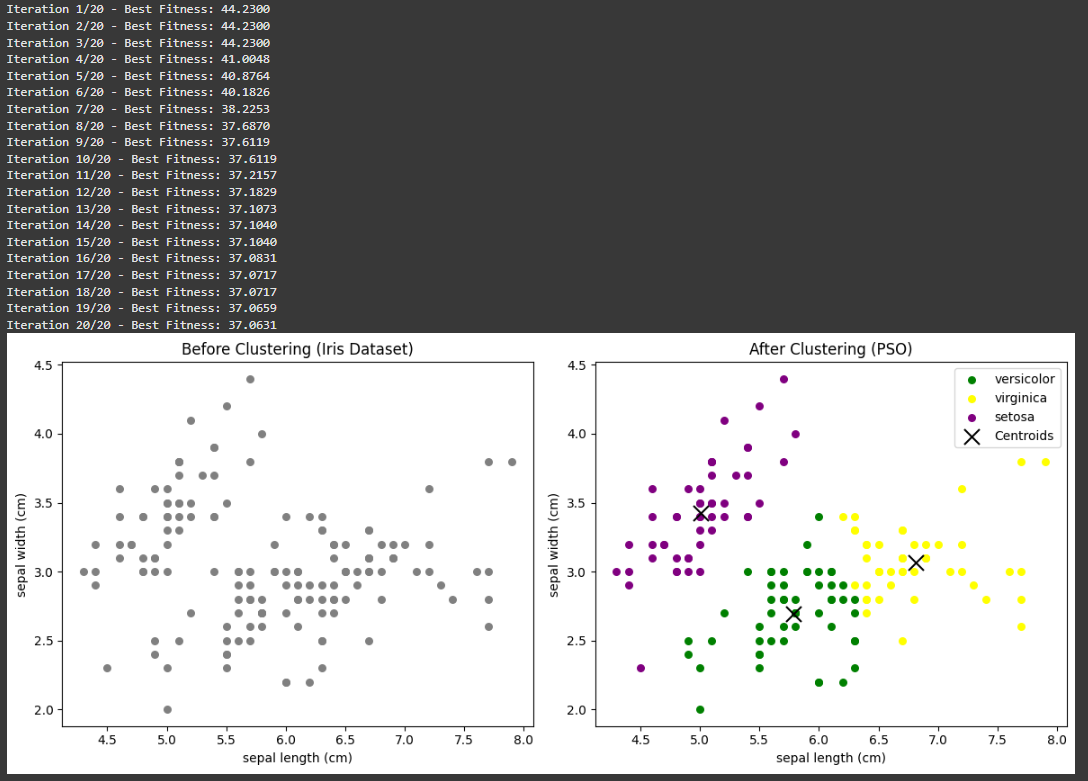 Iteration 1/20 - Best Fitness: 44.2300
Iteration 2/20 - Best Fitness: 44.2300
Iteration 3/20 - Best Fitness: 44.2300
Iteration 4/20 - Best Fitness: 41.0048
Iteration 5/20 - Best Fitness: 40.8764
Iteration 6/20 - Best Fitness: 40.1826
Iteration 7/20 - Best Fitness: 38.2253
Iteration 8/20 - Best Fitness: 37.6870
Iteration 9/20 - Best Fitness: 37.6119
Iteration 10/20 - Best Fitness: 37.6119
Iteration 11/20 - Best Fitness: 37.2157
Iteration 12/20 - Best Fitness: 37.1829
Iteration 13/20 - Best Fitness: 37.1073
Iteration 14/20 - Best Fitness: 37.1040
Iteration 15/20 - Best Fitness: 37.1040
Iteration 16/20 - Best Fitness: 37.0831
Iteration 17/20 - Best Fitness: 37.0717
Iteration 18/20 - Best Fitness: 37.0717
Iteration 19/20 - Best Fitness: 37.0659
Iteration 20/20 - Best Fitness: 37.0631
Before Clustering (Iris Dataset)
4.5
4.0
3.5
3.0
2.5
2.0
sepal width (cm)
4.5 5.0 5.5 6.0 6.5 7.0 7.5 8.0
sepal length (cm)
After Clustering (PSO)
versicolor
virginica
setosa
Centroids
4.5
4.0
3.5
3.0
2.5
2.0
sepal width (cm)
4.5 5.0 5.5 6.0 6.5 7.0 7.5 8.0
sepal length (cm)